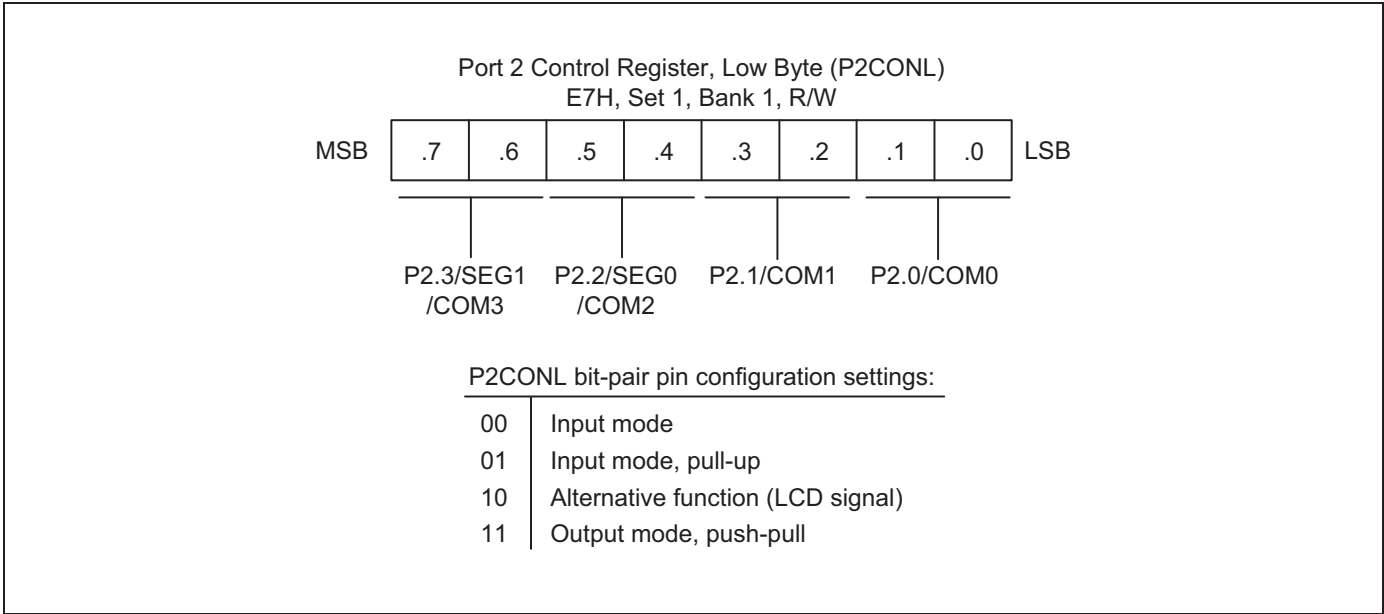 Port 2 Control Register, Low Byte (P2CONL)
E7H, Set 1, Bank 1, R/W
MSB .7 .6 .5 .4 .3 .2 .1 .0 LSB
P2.3/SEG1 P2.2/SEG0 P2.1/COM1 P2.0/COM0
/COM3 /COM2
P2CONL bit-pair pin configuration settings:
00 Input mode
01 Input mode, pull-up
10 Alternative function (LCD signal)
11 Output mode, push-pull